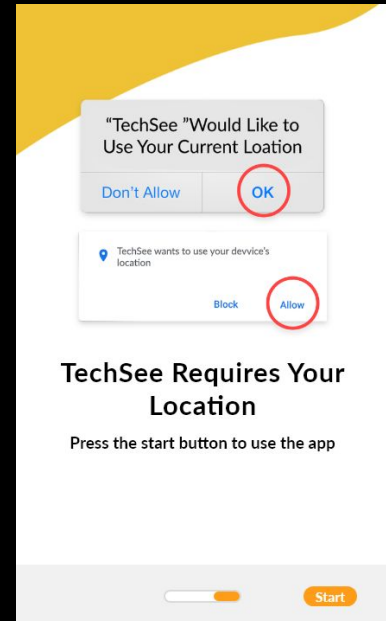 “TechSee ”Would Like to
Use Your Current Loation
Don’t Allow
OK
TechSee wants to use your devvice's
location
Block
Allow
TechSee Requires Your
Location
Press the start button to use the app
Start